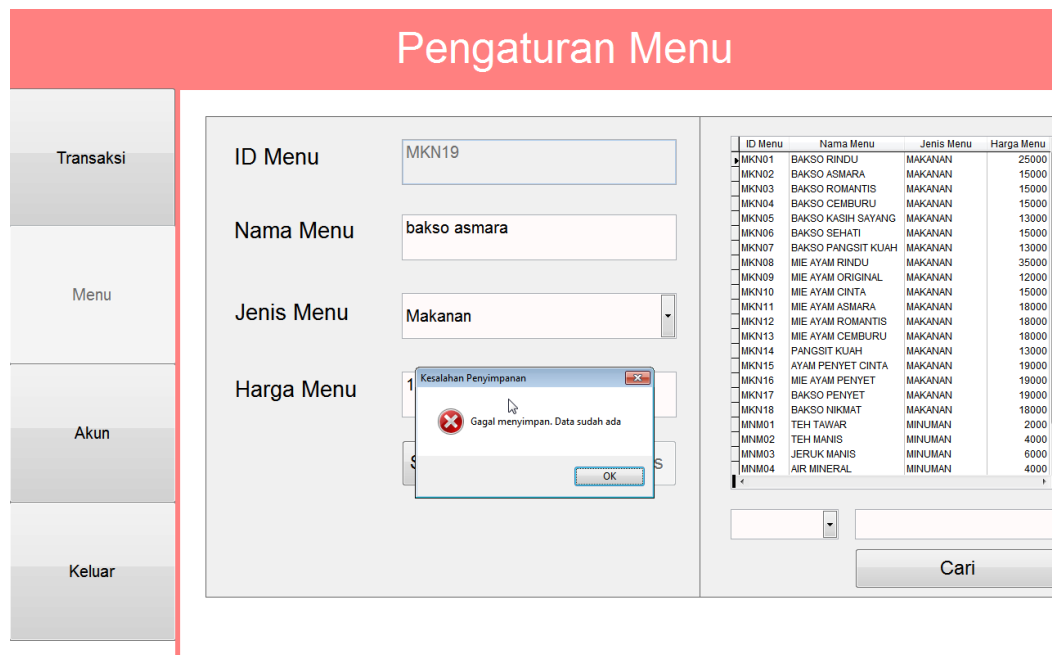 Pengaturan Menu
Transaksi
Menu
Akun
Keluar
ID Menu
MKN19
Nama Menu
bakso asmara
Jenis Menu
Makanan
Harga Menu
1
Kesalahan Penyimpanan
Gagal menyimpan. Data sudah ada
OK
ID Menu Nama Menu Jenis Menu Harga Menu
MKN01 BAKSO RINDU MAKANAN 25000
MKN02 BAKSO ASMARA MAKANAN 15000
MKN03 BAKSO ROMANTIS MAKANAN 15000
MKN04 BAKSO CEMBURU MAKANAN 15000
MKN05 BAKSO KASIH SAYANG MAKANAN 13000
MKN06 BAKSO SEHATI MAKANAN 15000
MKN07 BAKSO PANGSIT KUAH MAKANAN 13000
MKN08 MIE AYAM RINDU MAKANAN 35000
MKN09 MIE AYAM ORIGINAL MAKANAN 12000
MKN10 MIE AYAM CINTA MAKANAN 15000
MKN11 MIE AYAM ASMARA MAKANAN 18000
MKN12 MIE AYAM ROMANTIS MAKANAN 18000
MKN13 MIE AYAM CEMBURU MAKANAN 18000
MKN14 PANGSIT KUAH MAKANAN 13000
MKN15 AYAM PENYET CINTA MAKANAN 19000
MKN16 MIE AYAM PENYET MAKANAN 19000
MKN17 BAKSO PENYET MAKANAN 19000
MKN18 BAKSO NIKMAT MAKANAN 18000
MNM01 TEH TAWAR MINUMAN 2000
MNM02 TEH MANIS MINUMAN 4000
MNM03 JERUK MANIS MINUMAN 6000
MNM04 AIR MINERAL MINUMAN 4000
Cari